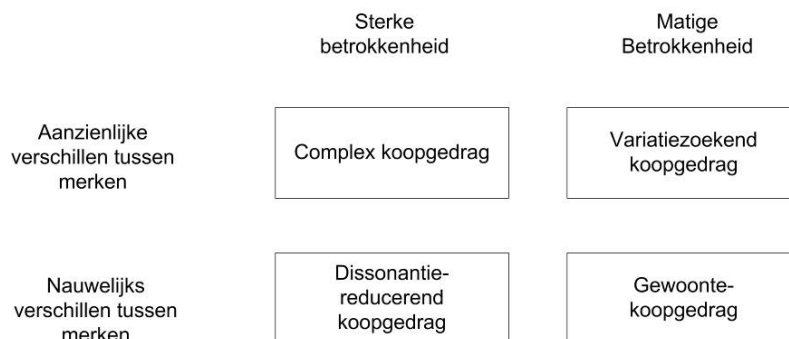 Sterke
betrokkenheid
Matige
Betrokkenheid
Aanzienlijke
verschillen tussen
merken
Complex koopgedrag
Variatiezoekend
koopgedrag
Nauwelijks
verschillen tussen
merken
Dissonantie-
reducerend
koopgedrag
Gewoonte-
koopgedrag